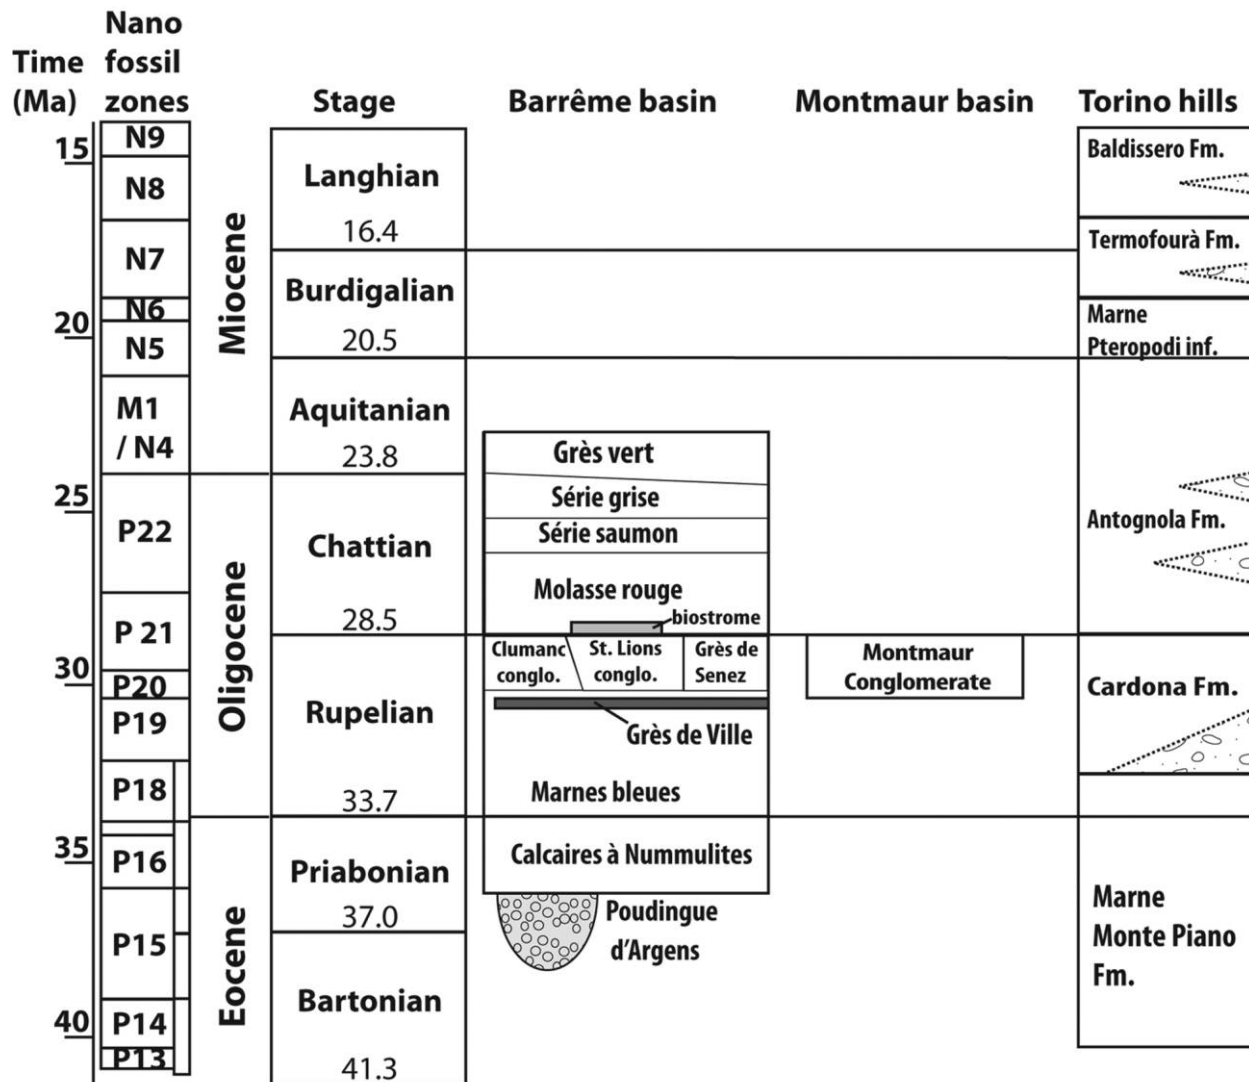 Nano
Time fossil
(Ma) zones
Stage
Barrême basin
Montmaur basin
Torino hills
15
20
25
30
35
40
N9
N8
N7
N6
N5
M1
/ N4
P22
P 21
P20
P19
P18
P16
P15
P14
P13
Miocene
Oligocene
Eocene
Langhian
16.4
Burdigalian
20.5
Aquitanian
23.8
Chattian
28.5
Rupelian
33.7
Priabonian
37.0
Bartonian
41.3
Grès vert
Série grise
Série saumon
Molasse rouge
biostrome
Clumanc
conglo.
St. Lions
conglo.
Grès de
Senez
Grès de Ville
Marnes bleues
Calcaires à Nummulites
Poudingue
d'Argens
Montmaur
Conglomerate
Baldissero Fm.
Termofourà Fm.
Marne
Pteropodi inf.
Antognola Fm.
Cardona Fm.
Marne
Monte Piano
Fm.